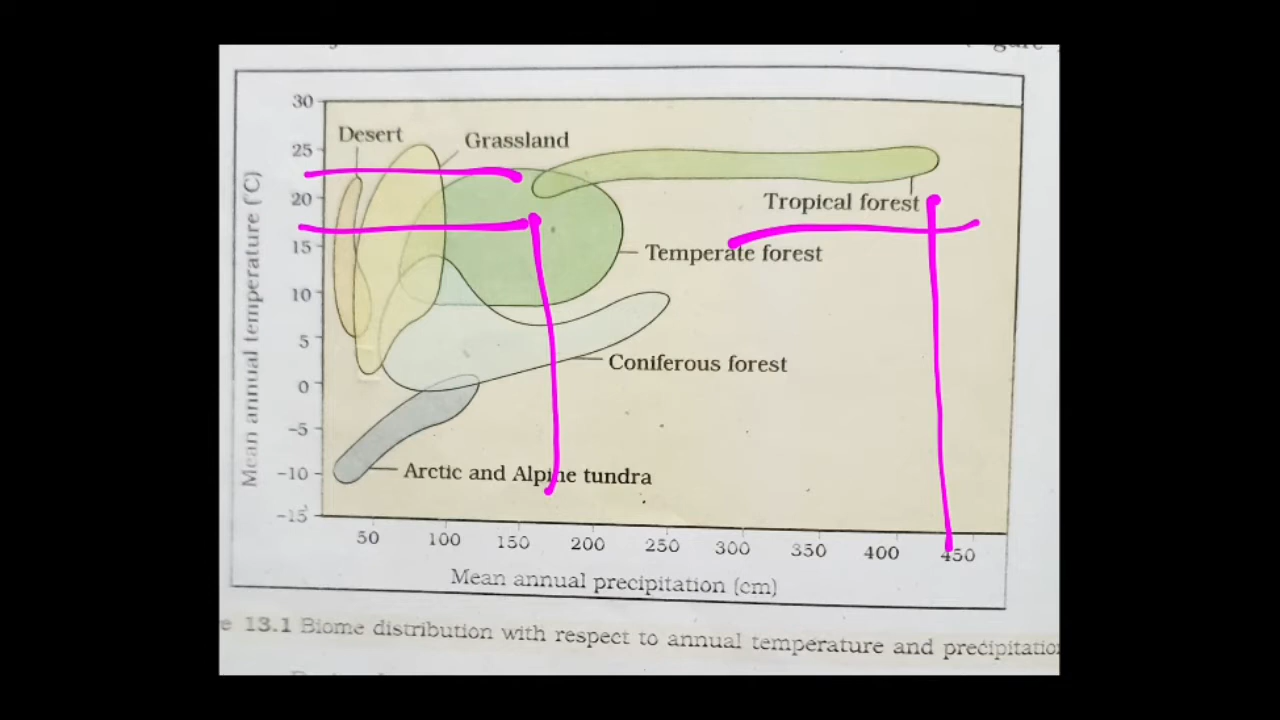 30
Desert
Grassland
25
20
Tropical forest
15
Temperate forest
10
5
Coniferous forest
0
−5
−10
Arctic and Alpine tundra
−15
50 100 150 200 250 300 350 400 450
Mean annual temperature (°C)
Mean annual precipitation (cm)
13.1 Biome distribution with respect to annual temperature and